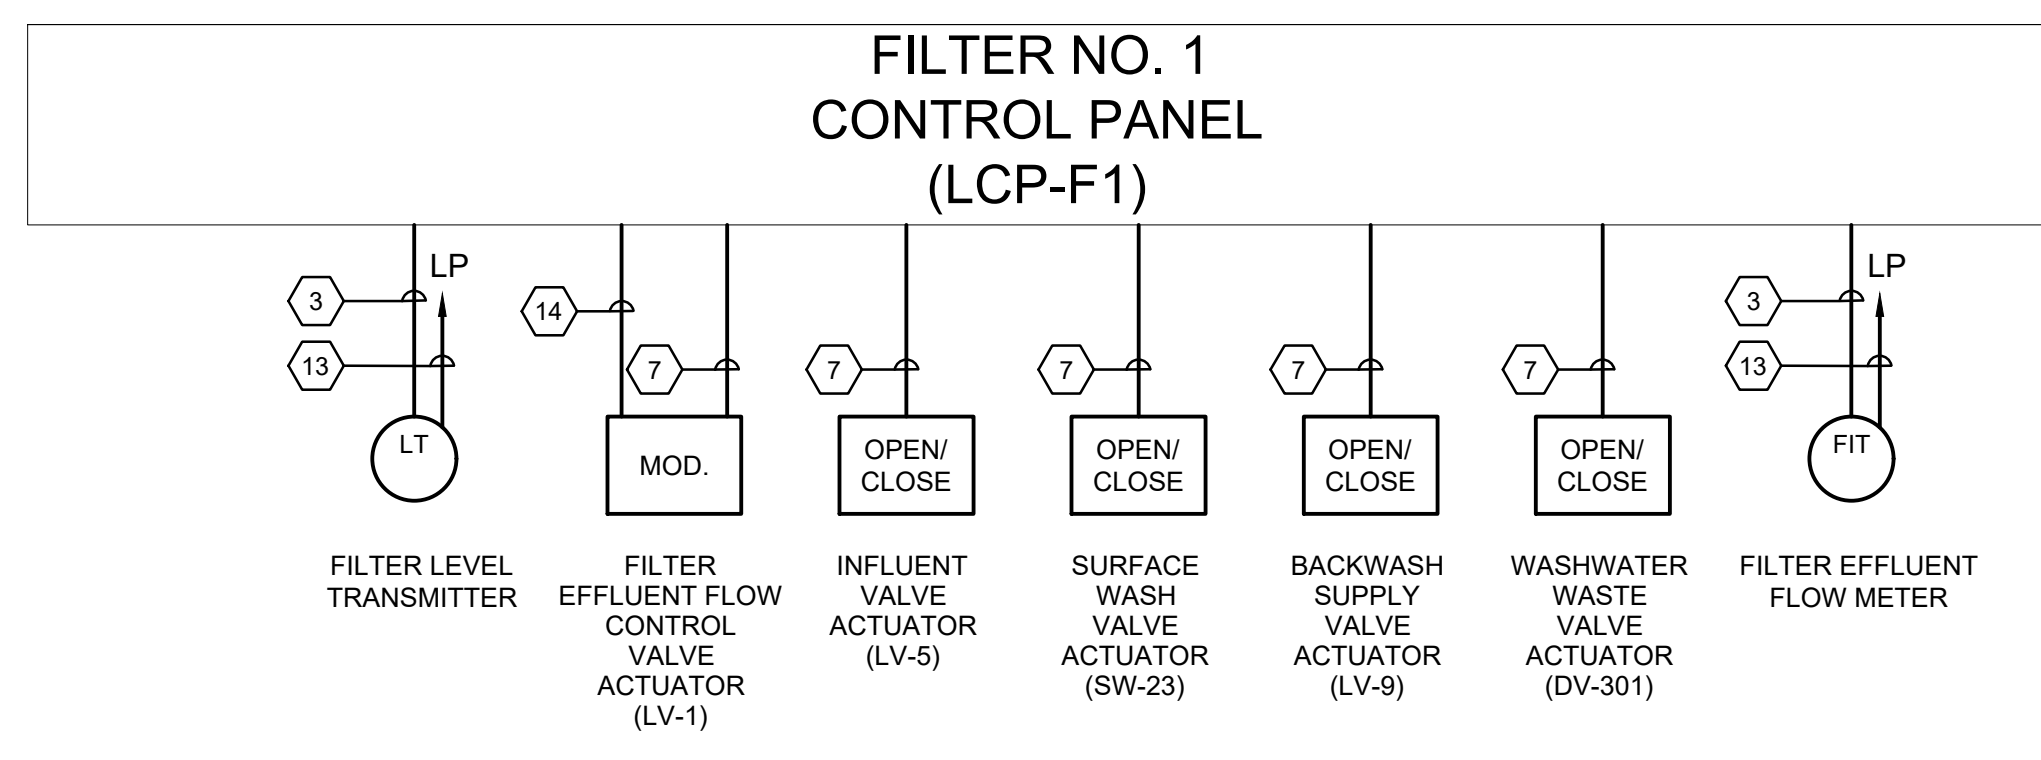 FILTER NO. 1
CONTROL PANEL
(LCP-F1)
LP
LP
3
14
3
13
7
7
7
7
7
13
LT
MOD.
OPEN/
CLOSE
OPEN/
CLOSE
OPEN/
CLOSE
OPEN/
CLOSE
FIT
FILTER LEVEL
TRANSMITTER
FILTER
EFFLUENT FLOW
CONTROL
VALVE
ACTUATOR
(LV-1)
INFLUENT
VALVE
ACTUATOR
(LV-5)
SURFACE
WASH
VALVE
ACTUATOR
(SW-23)
BACKWASH
SUPPLY
VALVE
ACTUATOR
(LV-9)
WASHWATER
WASTE
VALVE
ACTUATOR
(DV-301)
FILTER EFFLUENT
FLOW METER